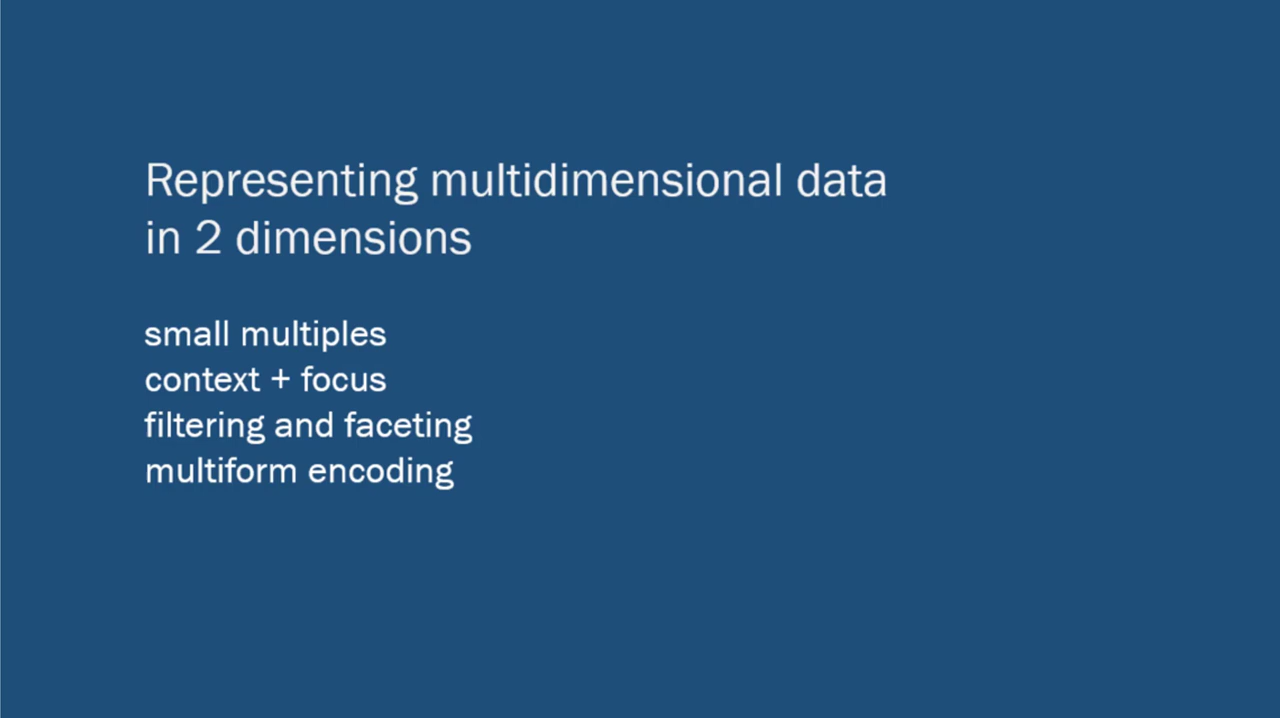 Representing multidimensional data
in 2 dimensions
small multiples
context + focus
filtering and faceting
multiform encoding